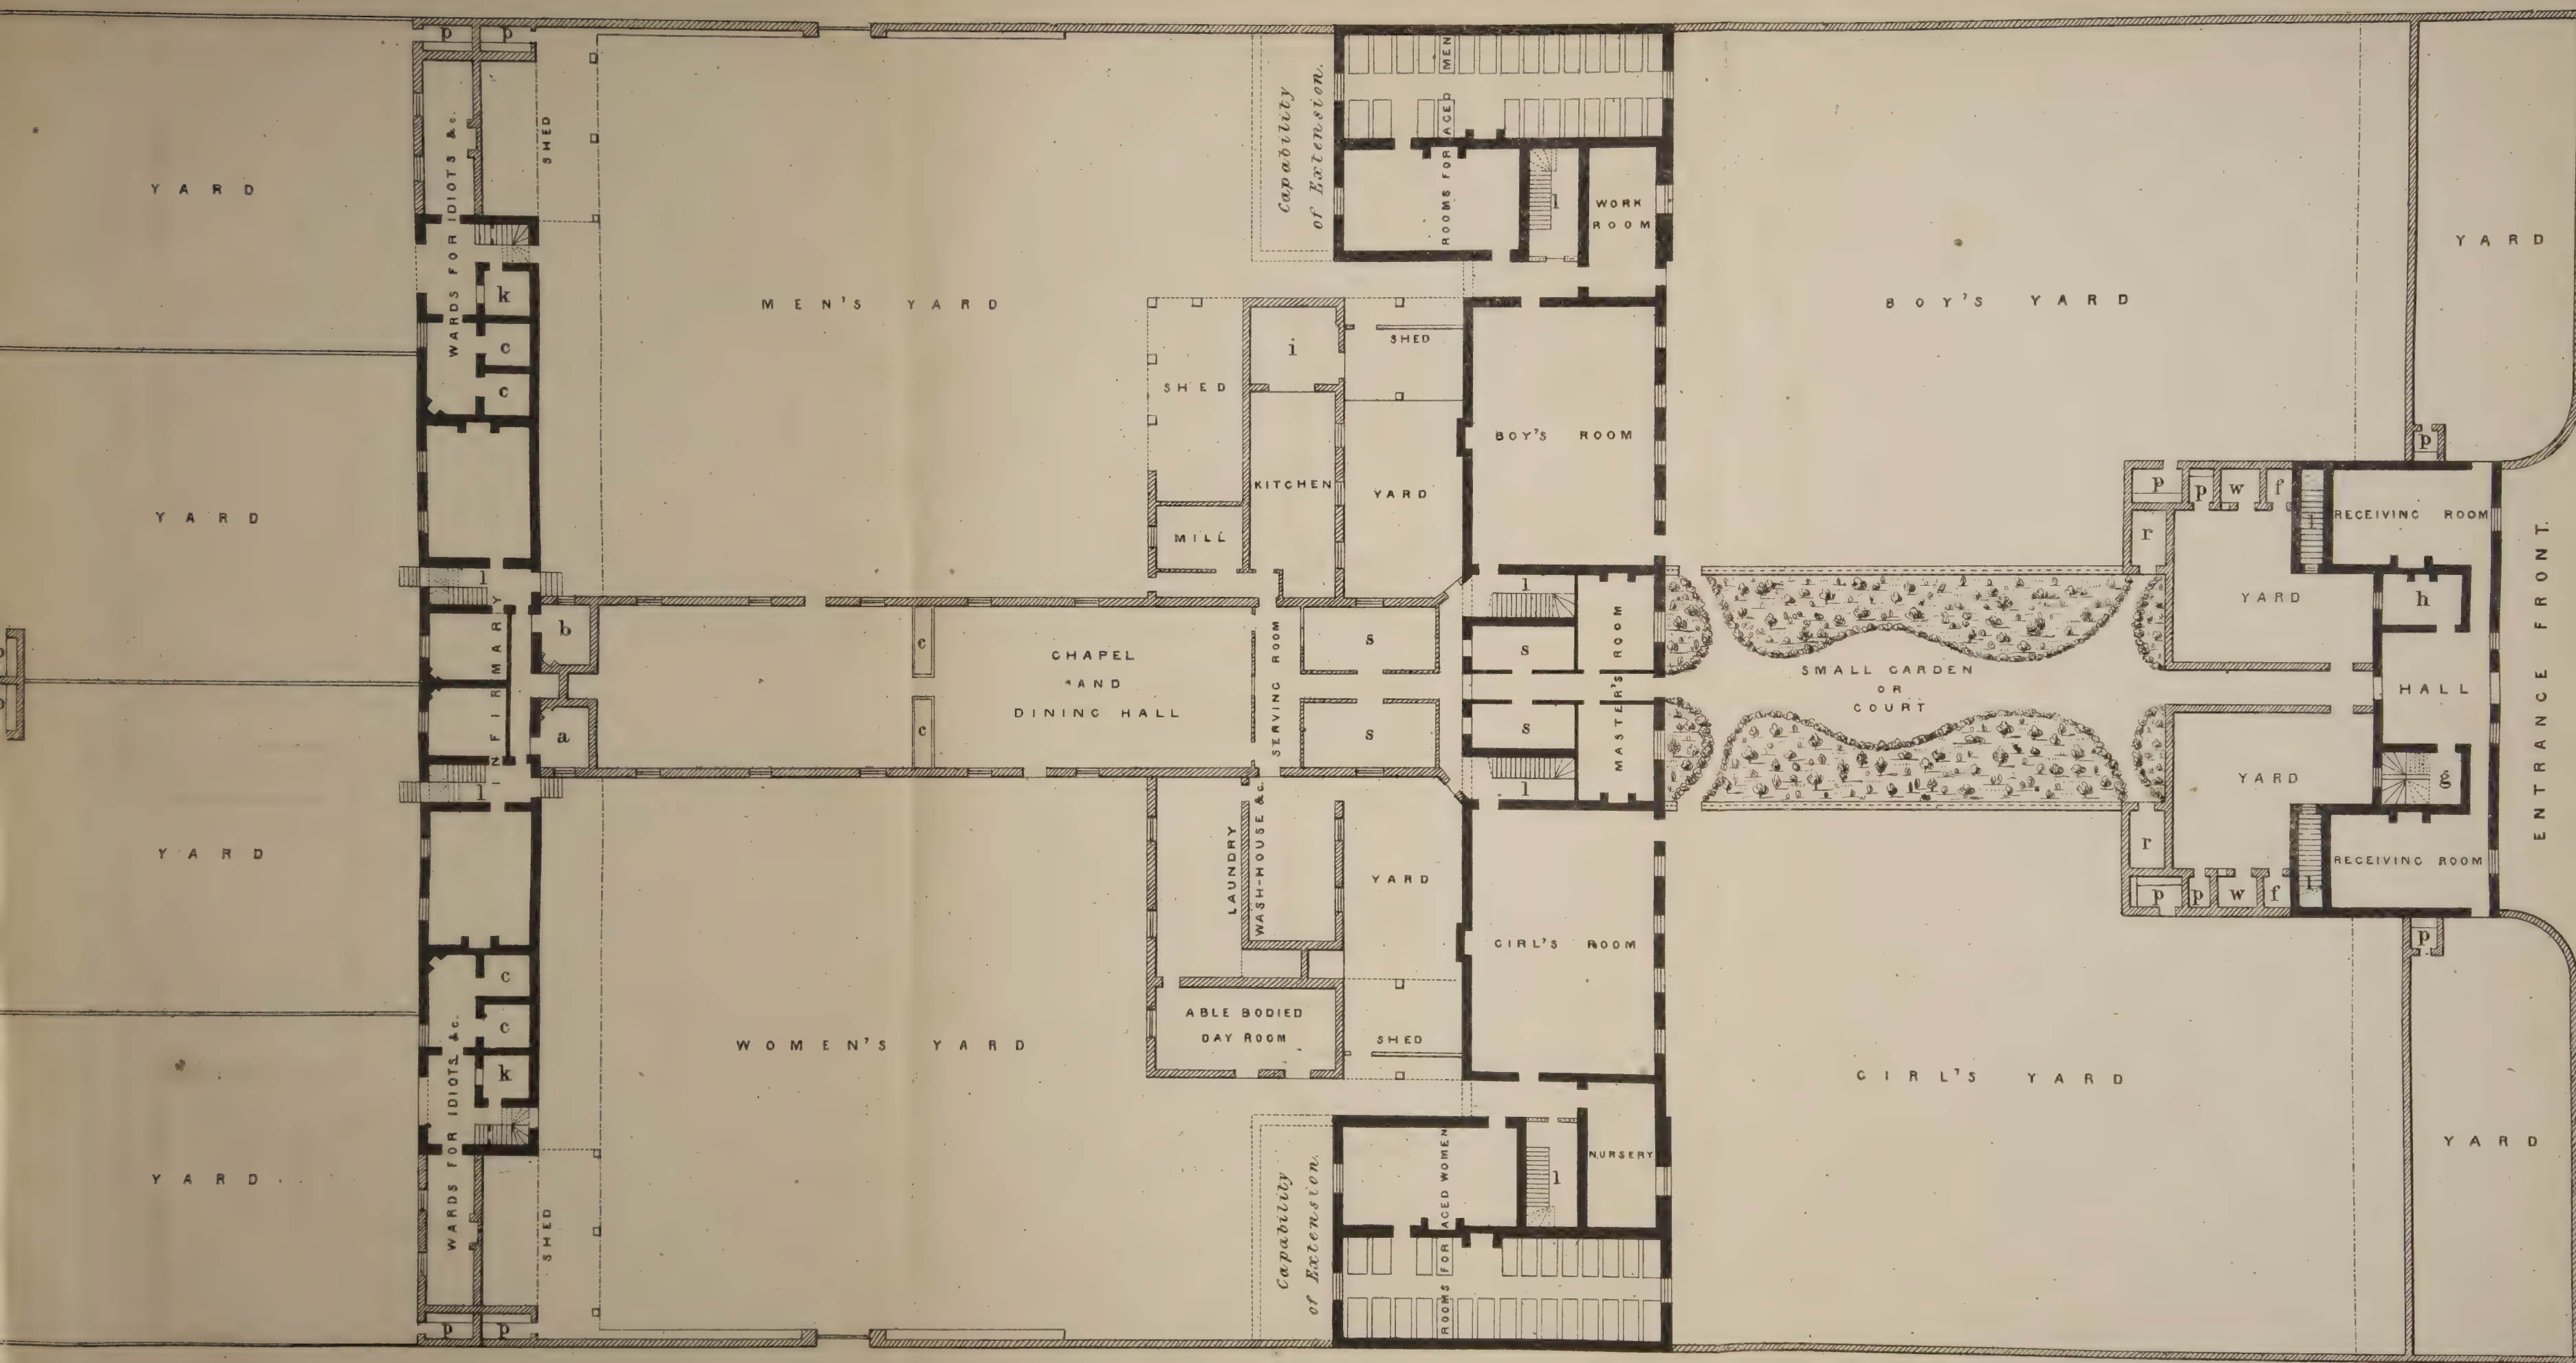 p
p
WARDS FOR IDIOTS &c.
SHED
YARD
k
c
c
MEN'S YARD
YARD
l
INFIRMARY
b
a
l
YARD
c
c
k
WARDS FOR IDIOTS &c.
SHED
YARD
p
p
WOMEN'S YARD
c
c
CHAPEL
AND
DINING HALL
SERVING ROOM
s
s
SHED
MILL
i
KITCHEN
SHED
YARD
LAUNDRY
WASH-HOUSE &c.
YARD
ABLE BODIED
DAY ROOM
SHED
Capability
of Extension.
ROOMS FOR AGED MEN
l
WORK
ROOM
BOY'S ROOM
l
s
s
l
MASTER'S ROOM
GIRL'S ROOM
Capability
of Extension.
ROOMS FOR AGED WOMEN
l
NURSERY
BOY'S YARD
SMALL GARDEN
OR
COURT
GIRL'S YARD
YARD
p
p
p
w
f
l
r
RECEIVING ROOM
YARD
h
HALL
YARD
g
r
RECEIVING ROOM
p
p
w
f
l
p
YARD
ENTRANCE FRONT.